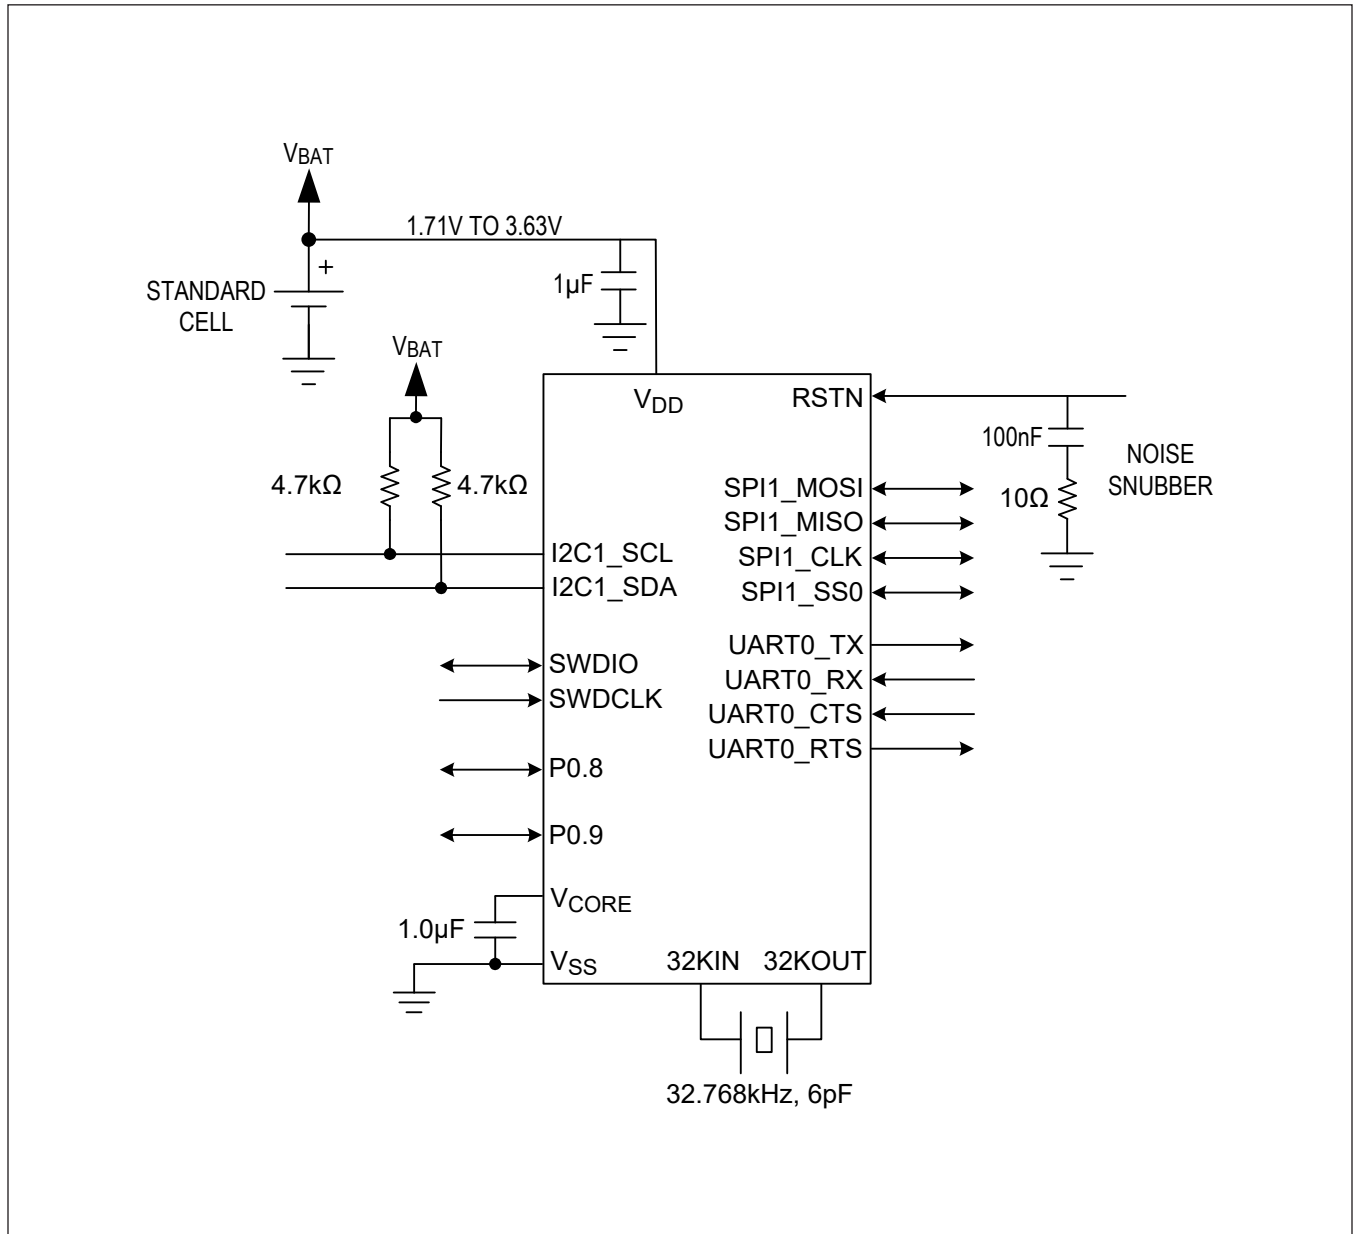 VBAT
1.71V TO 3.63V
+
1µF
STANDARD
CELL
VBAT
VDD
RSTN
100nF
NOISE
SNUBBER
10Ω
4.7kΩ
4.7kΩ
SPI1_MOSI
SPI1_MISO
SPI1_CLK
SPI1_SS0
I2C1_SCL
I2C1_SDA
UART0_TX
UART0_RX
UART0_CTS
UART0_RTS
SWDIO
SWDCLK
P0.8
P0.9
VCORE
1.0µF
VSS
32KIN
32KOUT
32.768kHz, 6pF